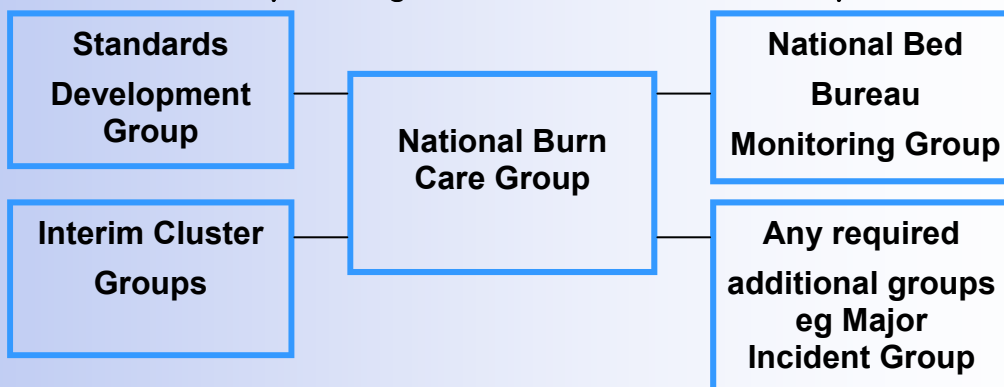 Standards
Development
Group
National Bed
Bureau
Monitoring Group
National Burn
Care Group
Interim Cluster
Groups
Any required
additional groups
eg Major
Incident Group